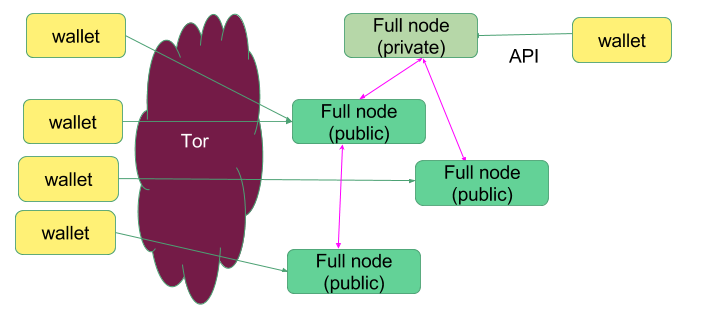 wallet
Full node
(private)
wallet
API
wallet
Full node
(public)
Tor
wallet
Full node
(public)
wallet
Full node
(public)